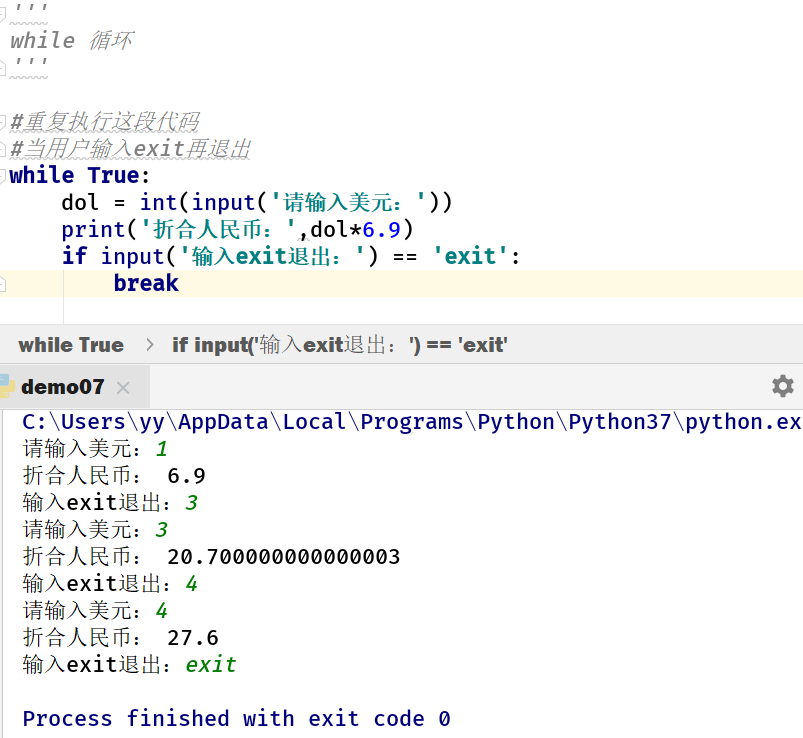 '''
while 循环
'''
#重复执行这段代码
#当用户输入exit再退出
while True:
    dol = int(input('请输入美元：'))
    print('折合人民币：',dol*6.9)
    if input('输入exit退出：') == 'exit':
        break
while True > if input('输入exit退出：') == 'exit'
demo07 ×
C:\Users\yy\AppData\Local\Programs\Python\Python37\python.ex
请输入美元：1
折合人民币： 6.9
输入exit退出：3
请输入美元：3
折合人民币： 20.700000000000003
输入exit退出：4
请输入美元：4
折合人民币： 27.6
输入exit退出：exit
Process finished with exit code 0